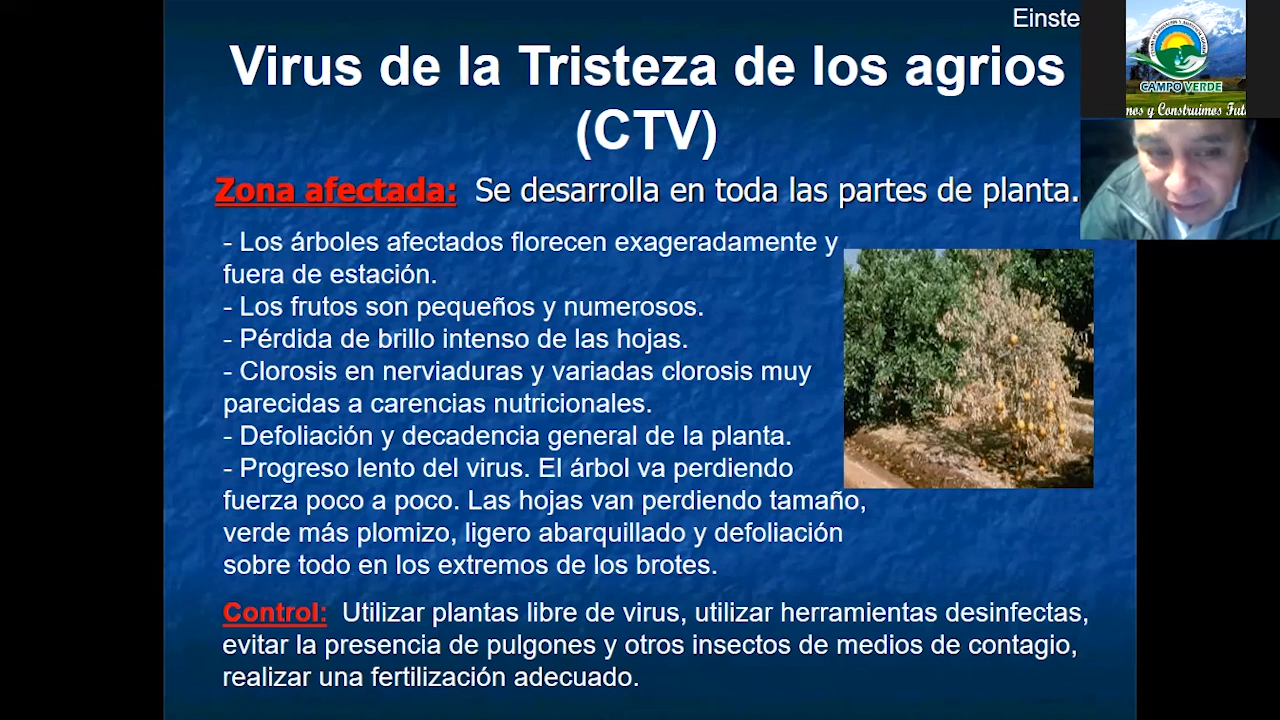 Einste
Virus de la Tristeza de los agrios
(CTV)
Zona afectada: Se desarrolla en toda las partes de planta.
- Los árboles afectados florecen exageradamente y
fuera de estación.
- Los frutos son pequeños y numerosos.
- Pérdida de brillo intenso de las hojas.
- Clorosis en nerviaduras y variadas clorosis muy
parecidas a carencias nutricionales.
- Defoliación y decadencia general de la planta.
- Progreso lento del virus. El árbol va perdiendo
fuerza poco a poco. Las hojas van perdiendo tamaño,
verde más plomizo, ligero abarquillado y defoliación
sobre todo en los extremos de los brotes.
Control: Utilizar plantas libre de virus, utilizar herramientas desinfectas,
evitar la presencia de pulgones y otros insectos de medios de contagio,
realizar una fertilización adecuado.
CAMPO VERDE
mos y Construimos Fut